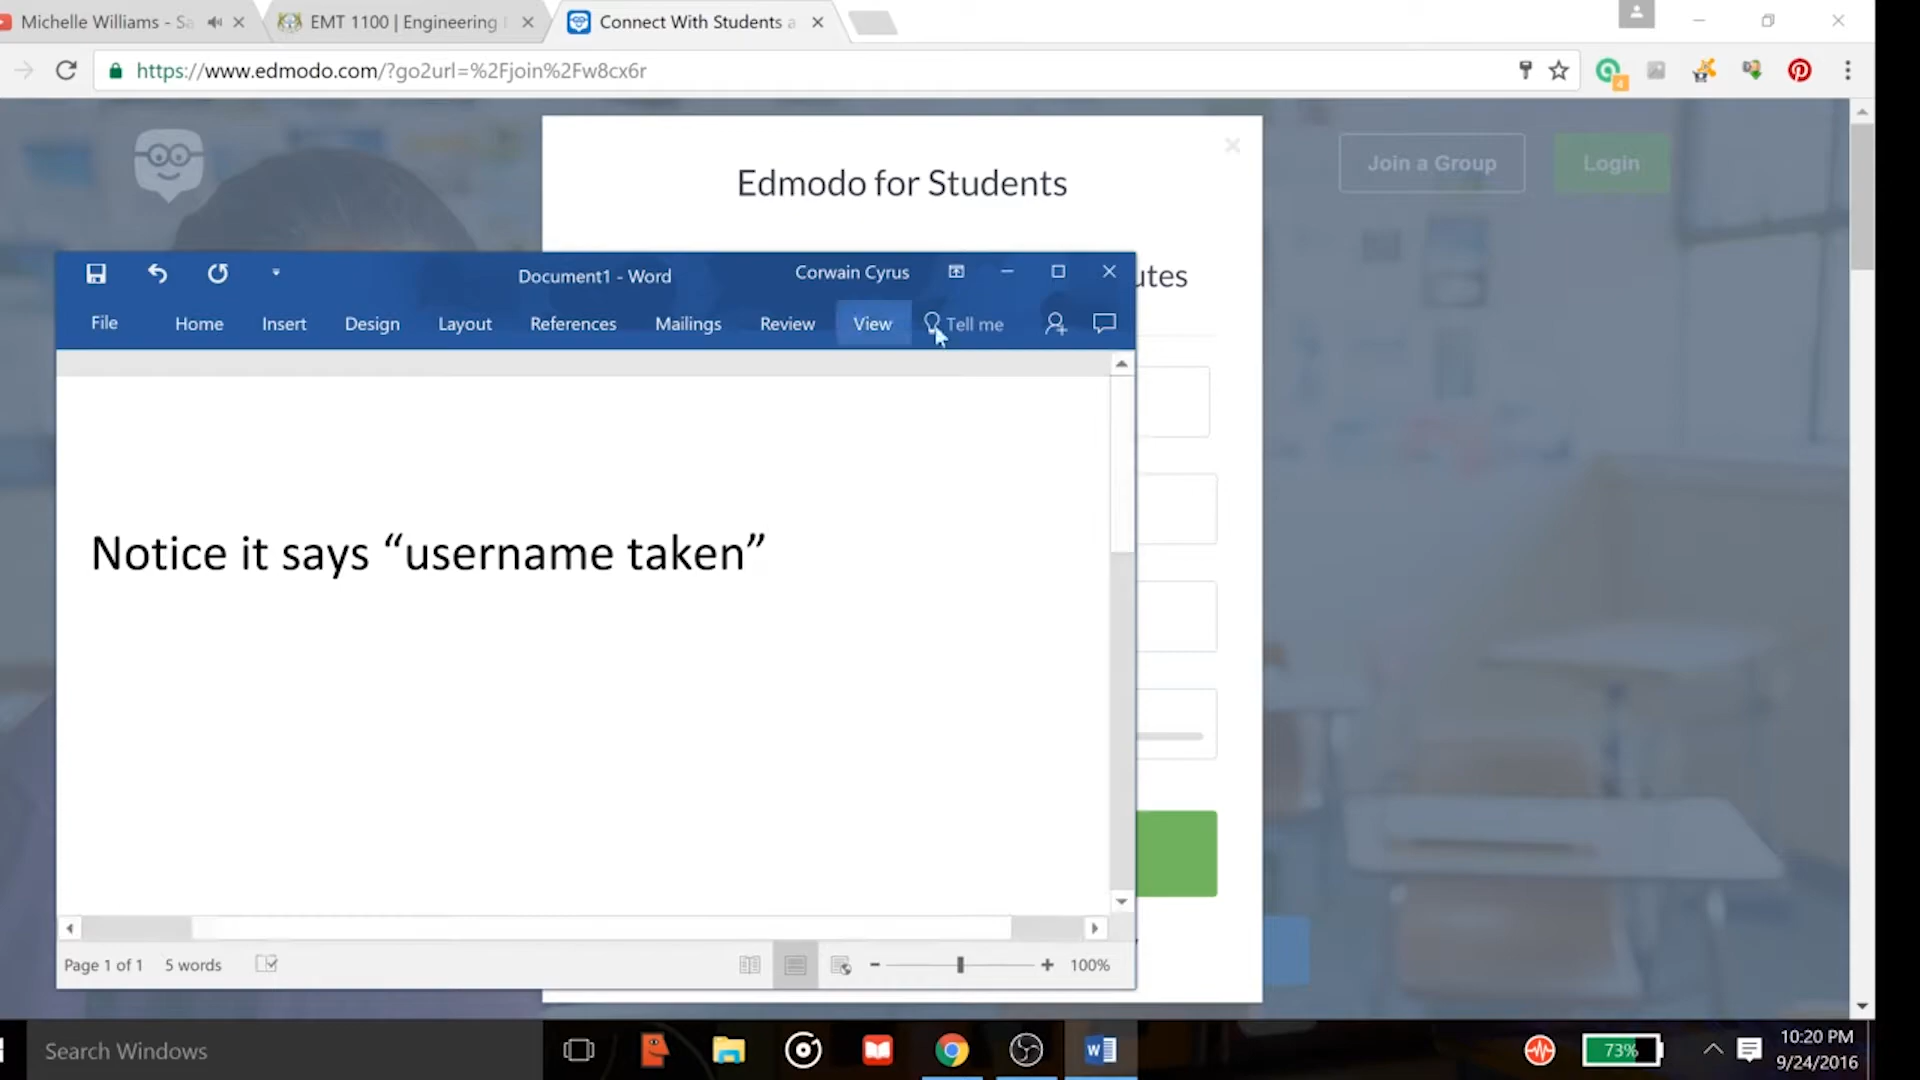 Michelle Williams - Sa
EMT 1100 | Engineering
Connect With Students a
https://www.edmodo.com/?go2url=%2Fjoin%2Fw8cx6r
4
Join a Group
Login
Edmodo for Students
utes
Document1 - Word
Corwain Cyrus
File
Home
Insert
Design
Layout
References
Mailings
Review
View
Tell me
Notice it says “username taken”
Page 1 of 1
5 words
100%
Search Windows
73%
10:20 PM
9/24/2016